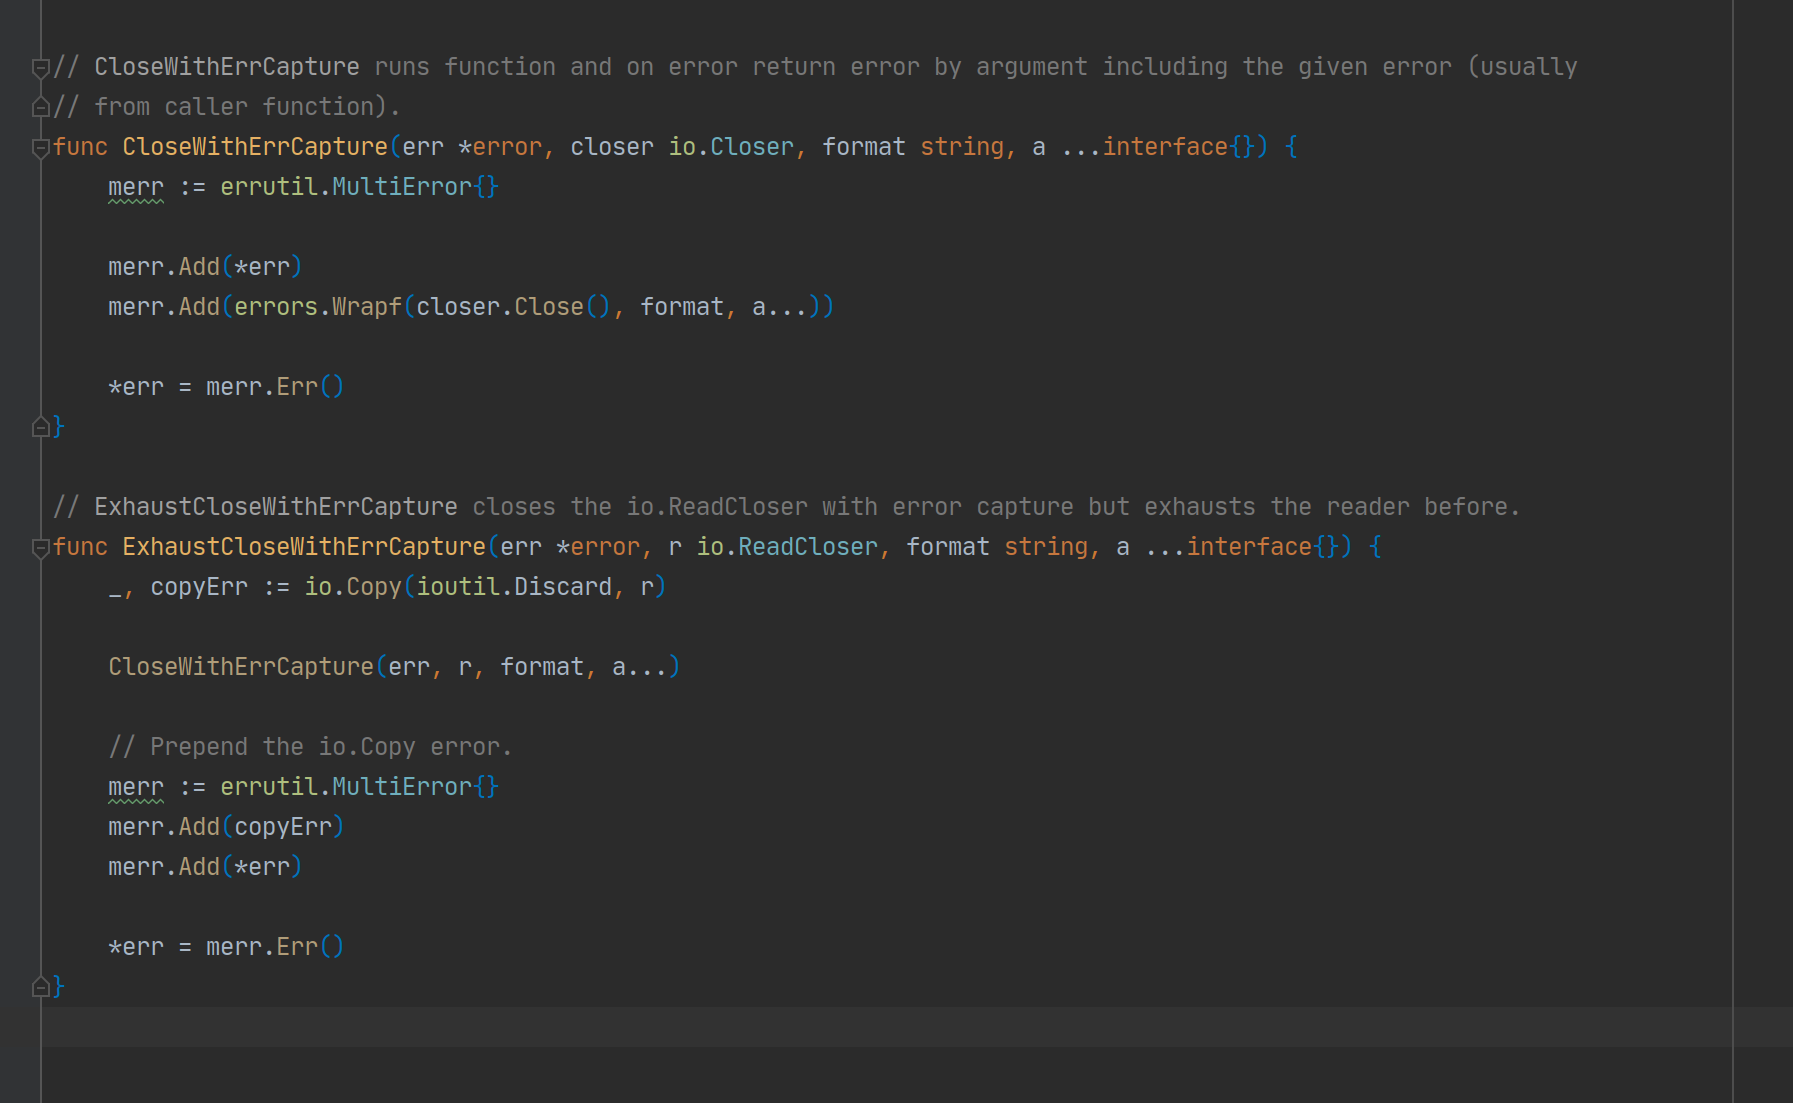 // CloseWithErrCapture runs function and on error return error by argument including the given error (usually
// from caller function).
func CloseWithErrCapture(err *error, closer io.Closer, format string, a ...interface{}) {
    merr := errutil.MultiError{}

    merr.Add(*err)
    merr.Add(errors.Wrapf(closer.Close(), format, a...))

    *err = merr.Err()
}

// ExhaustCloseWithErrCapture closes the io.ReadCloser with error capture but exhausts the reader before.
func ExhaustCloseWithErrCapture(err *error, r io.ReadCloser, format string, a ...interface{}) {
    _, copyErr := io.Copy(ioutil.Discard, r)

    CloseWithErrCapture(err, r, format, a...)

    // Prepend the io.Copy error.
    merr := errutil.MultiError{}
    merr.Add(copyErr)
    merr.Add(*err)

    *err = merr.Err()
}